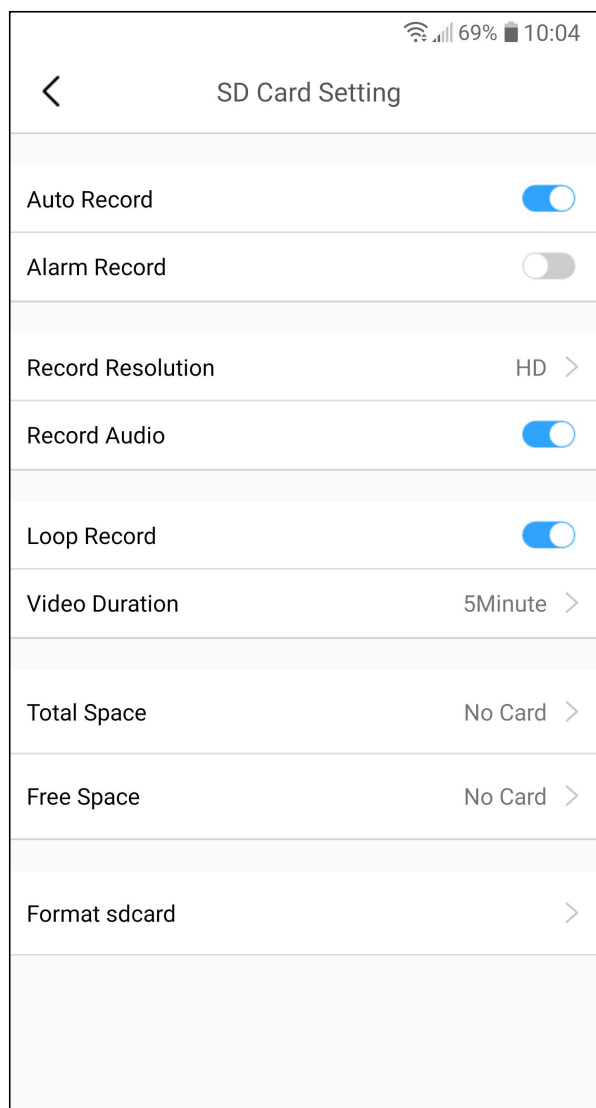 69% 10:04
SD Card Setting
Auto Record
Alarm Record
Record Resolution HD
Record Audio
Loop Record
Video Duration 5Minute
Total Space No Card
Free Space No Card
Format sdcard